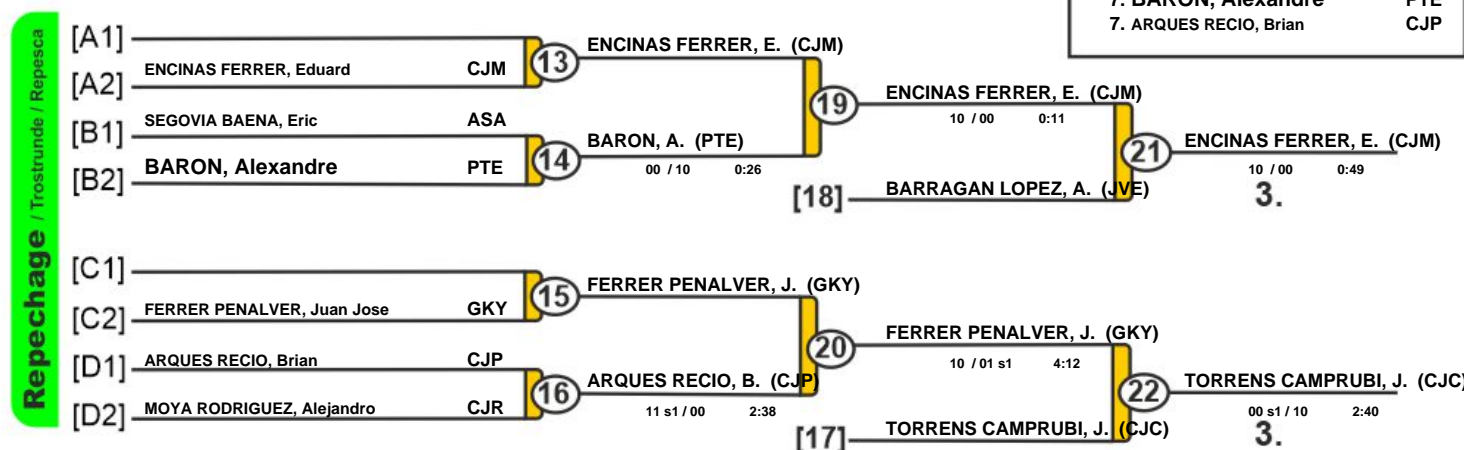 7. BARON, Alexandre PTE
7. ARQUES RECIO, Brian CJP
Repechage / Trostrunde / Repesca
[A1]
ENCINAS FERRER, E. (CJM)
[A2] ENCINAS FERRER, Eduard CJM
13
19
ENCINAS FERRER, E. (CJM)
10 / 00 0:11
[B1] SEGOVIA BAENA, Eric ASA
BARON, A. (PTE)
00 / 10 0:26
[B2] BARON, Alexandre PTE
14
21
ENCINAS FERRER, E. (CJM)
10 / 00 0:49
3.
[18] BARRAGAN LOPEZ, A. (JVE)
[C1]
FERRER PENALVER, J. (GKY)
[C2] FERRER PENALVER, Juan Jose GKY
15
20
FERRER PENALVER, J. (GKY)
10 / 01 s1 4:12
[D1] ARQUES RECIO, Brian CJP
ARQUES RECIO, B. (CJP)
11 s1 / 00 2:38
[D2] MOYA RODRIGUEZ, Alejandro CJR
16
22
TORRENS CAMPRUBI, J. (CJC)
00 s1 / 10 2:40
3.
[17] TORRENS CAMPRUBI, J. (CJC)